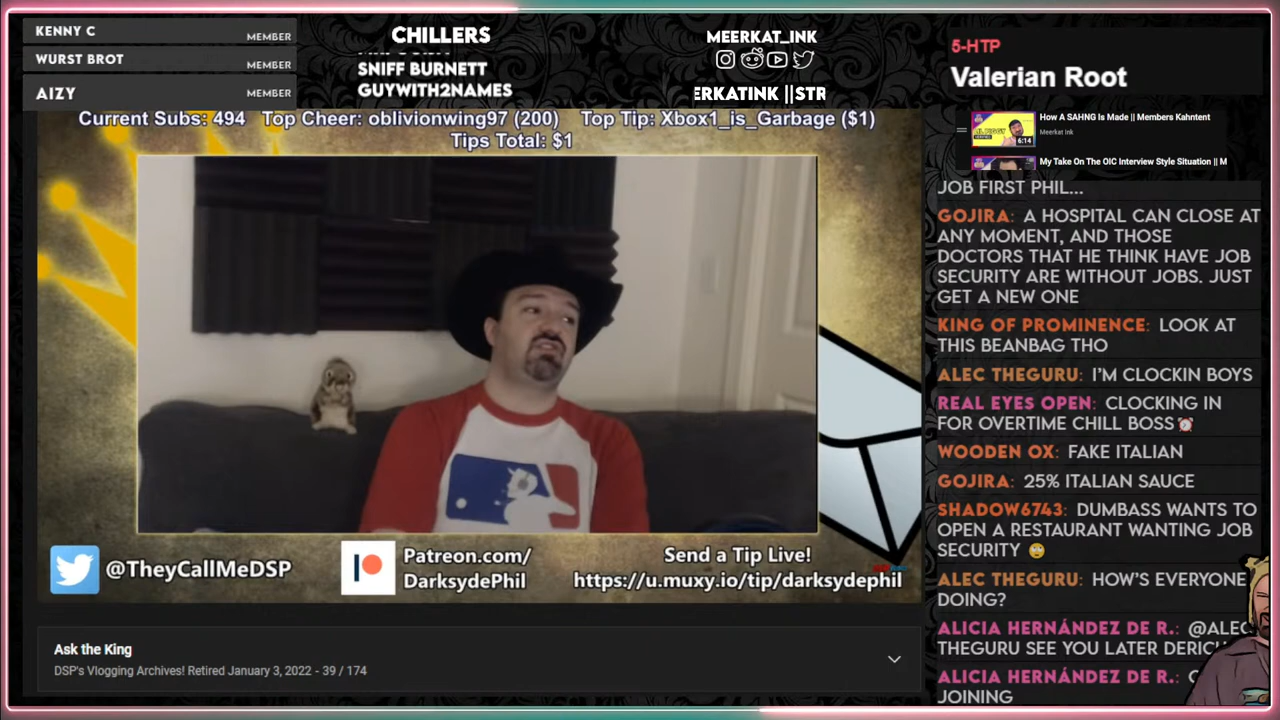 KENNY C
MEMBER
WURST BROT
MEMBER
AIZY
MEMBER
CHILLERS
SNIFF BURNETT
GUYWITH2NAMES
MEERKAT_INK
ERKATINK ||STR
5-HTP
Valerian Root
How A SAHNG Is Made || Members Kahntent
Meerkat Ink
6:14
My Take On The OIC Interview Style Situation || M
Current Subs: 494 Top Cheer: oblivionwing97 (200) Top Tip: Xbox1_is_Garbage ($1)
Tips Total: $1
@TheyCallMeDSP
Patreon.com/
DarksydePhil
Send a Tip Live!
https://u.muxy.io/tip/darksydephil
Ask the King
DSP's Vlogging Archives! Retired January 3, 2022 - 39 / 174
JOB FIRST PHIL...
GOJIRA: A HOSPITAL CAN CLOSE AT
ANY MOMENT, AND THOSE
DOCTORS THAT HE THINK HAVE JOB
SECURITY ARE WITHOUT JOBS. JUST
GET A NEW ONE
KING OF PROMINENCE: LOOK AT
THIS BEANBAG THO
ALEC THEGURU: I'M CLOCKIN BOYS
REAL EYES OPEN: CLOCKING IN
FOR OVERTIME CHILL BOSS⏰
WOODEN OX: FAKE ITALIAN
GOJIRA: 25% ITALIAN SAUCE
SHADOW6743: DUMBASS WANTS TO
OPEN A RESTAURANT WANTING JOB
SECURITY 🙄
ALEC THEGURU: HOW'S EVERYONE
DOING?
ALICIA HERNÁNDEZ DE R.: @ALEC
THEGURU SEE YOU LATER DERICK
ALICIA HERNÁNDEZ DE R.:
JOINING